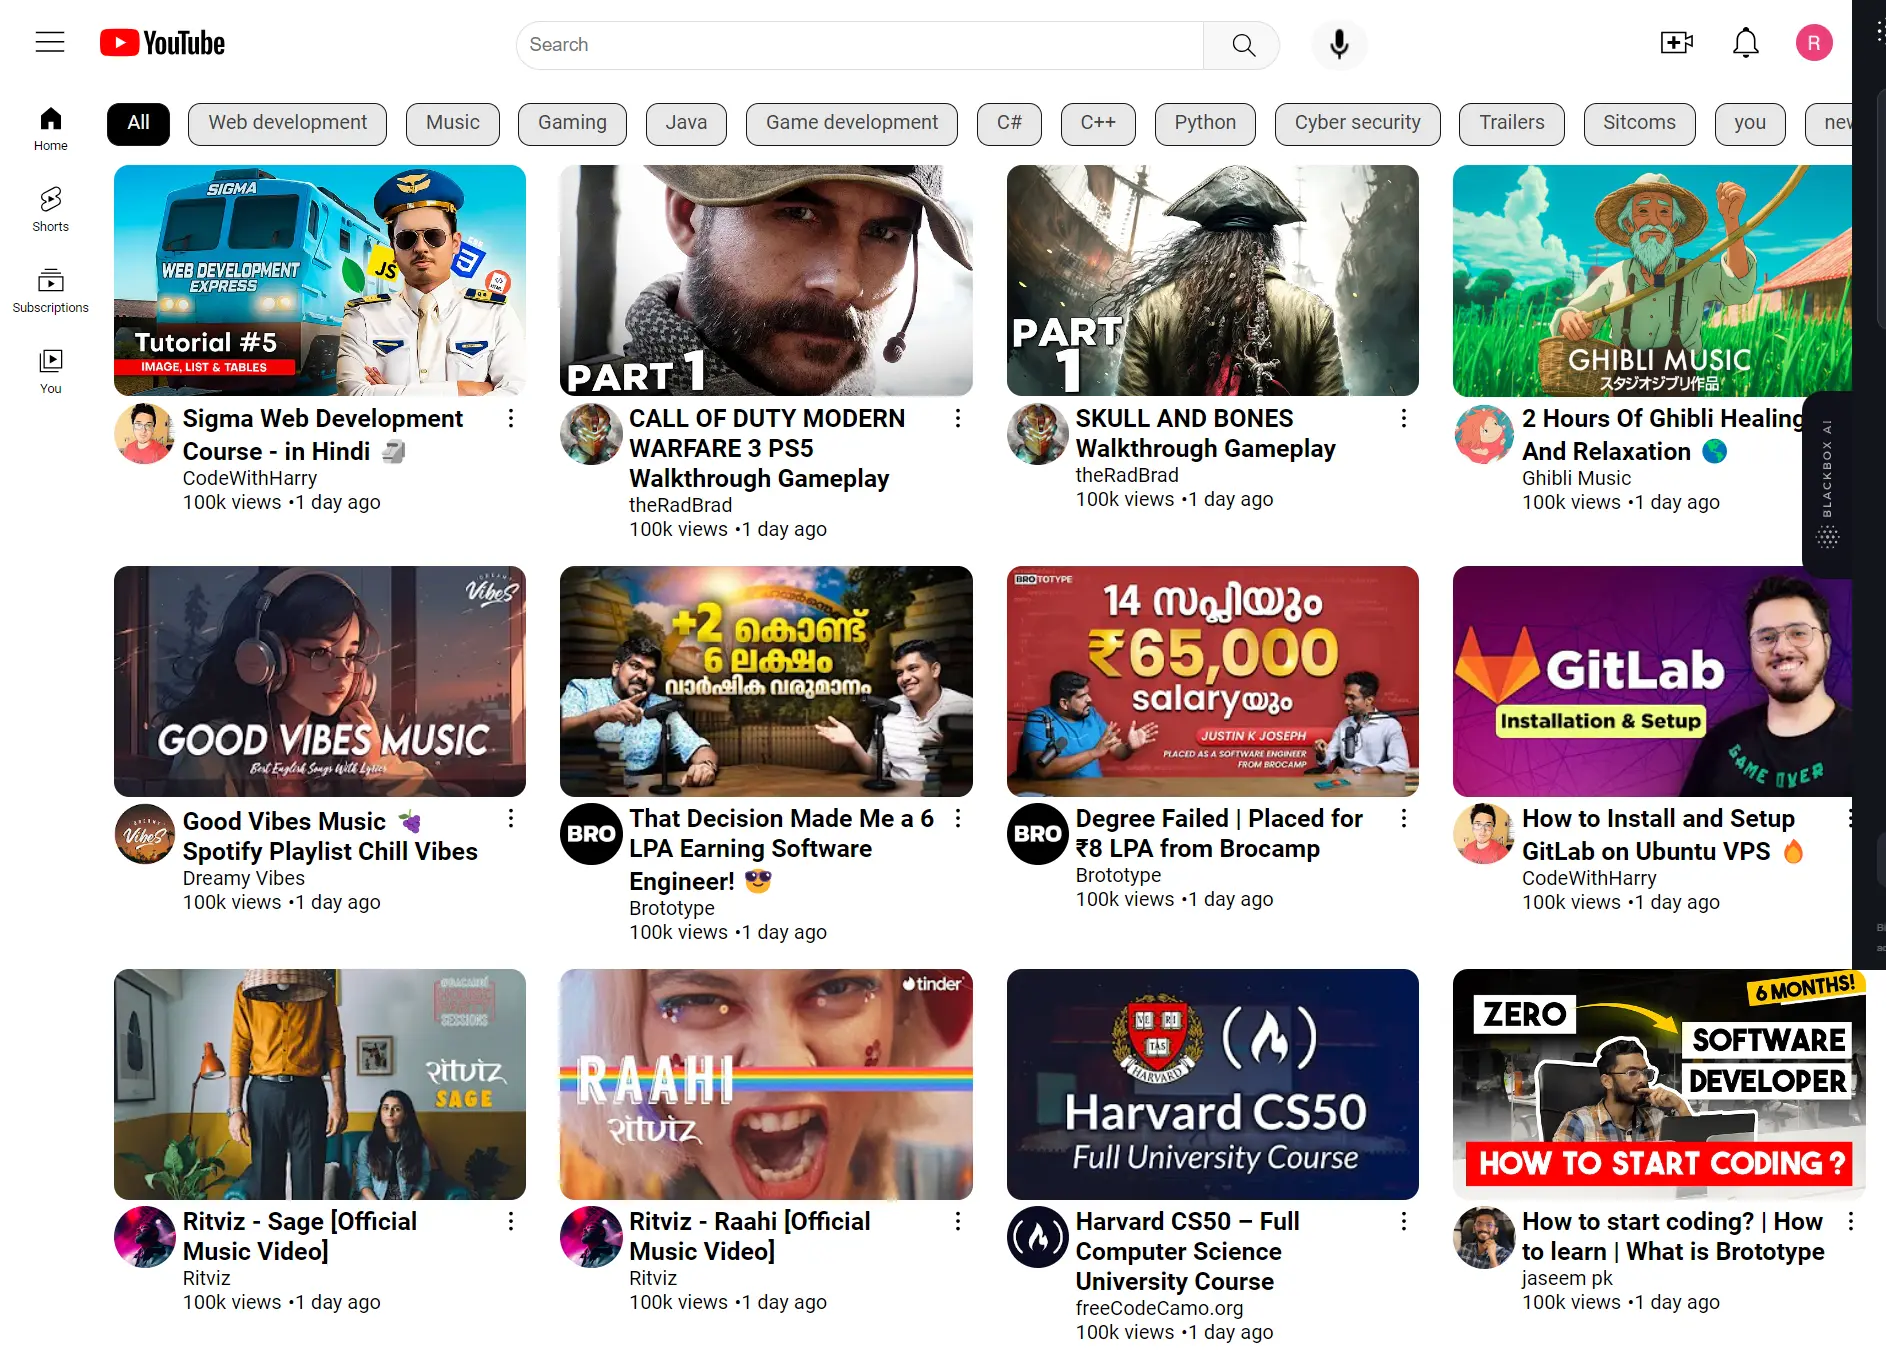 YouTube
Search
R
Home
Shorts
Subscriptions
You
All
Web development
Music
Gaming
Java
Game development
C#
C++
Python
Cyber security
Trailers
Sitcoms
you
SIGMA
WEB DEVELOPMENT
EXPRESS
JS
Tutorial #5
IMAGE, LIST & TABLES
Sigma Web Development
Course - in Hindi
CodeWithHarry
100k views •1 day ago
PART 1
CALL OF DUTY MODERN
WARFARE 3 PS5
Walkthrough Gameplay
theRadBrad
100k views •1 day ago
PART
1
SKULL AND BONES
Walkthrough Gameplay
theRadBrad
100k views •1 day ago
GHIBLI MUSIC
スタジオジブリ作品
2 Hours Of Ghibli Healing
And Relaxation
Ghibli Music
100k views •1 day ago
BLACKBOX AI
DREAMY
VibeS
GOOD VIBES MUSIC
Best English Songs With Lyrics
Good Vibes Music
Spotify Playlist Chill Vibes
Dreamy Vibes
100k views •1 day ago
+2 കൊണ്ട്
6 ലക്ഷം
വാർഷിക വരുമാനം
BRO
That Decision Made Me a 6
LPA Earning Software
Engineer!
Brototype
100k views •1 day ago
BROTOTYPE
14 സപ്ലിയും
₹65,000
salaryയും
JUSTIN K JOSEPH
PLACED AS A SOFTWARE ENGINEER
FROM BROCAMP
BRO
Degree Failed | Placed for
₹8 LPA from Brocamp
Brototype
100k views •1 day ago
GitLab
Installation & Setup
GAME OVER
How to Install and Setup
GitLab on Ubuntu VPS
CodeWithHarry
100k views •1 day ago
SESSIONS
रitviz
SAGE
Ritviz - Sage [Official
Music Video]
Ritviz
100k views •1 day ago
tinder
RAAHI
रitviz
Ritviz - Raahi [Official
Music Video]
Ritviz
100k views •1 day ago
VE RI
TAS
HARVARD
Harvard CS50
Full University Course
Harvard CS50 – Full
Computer Science
University Course
freeCodeCamo.org
100k views •1 day ago
6 MONTHS!
ZERO
SOFTWARE
DEVELOPER
HOW TO START CODING ?
How to start coding? | How
to learn | What is Brototype
jaseem pk
100k views •1 day ago